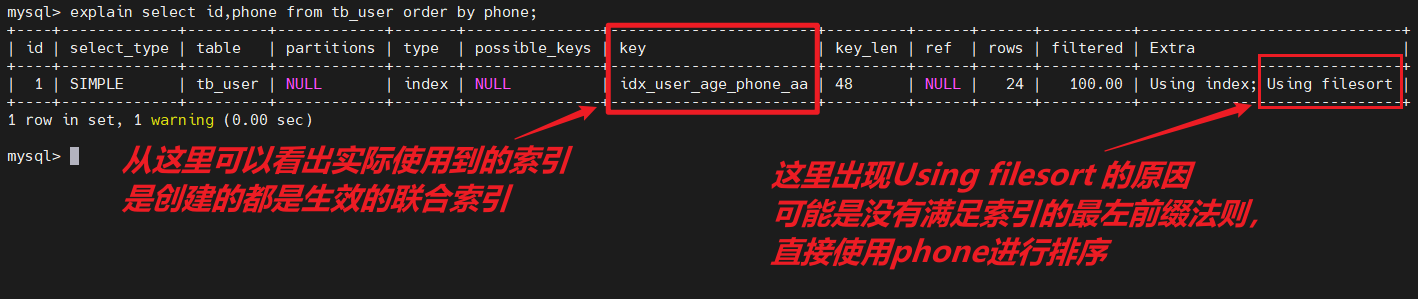 mysql> explain select id,phone from tb_user order by phone;
+----+-------------+---------+------------+-------+---------------+-----------------------+---------+------+------+----------+-----------------------------+
| id | select_type | table | partitions | type | possible_keys | key | key_len | ref | rows | filtered | Extra |
+----+-------------+---------+------------+-------+---------------+-----------------------+---------+------+------+----------+-----------------------------+
| 1 | SIMPLE | tb_user | NULL | index | NULL | idx_user_age_phone_aa | 48 | NULL | 24 | 100.00 | Using index; Using filesort |
+----+-------------+---------+------------+-------+---------------+-----------------------+---------+------+------+----------+-----------------------------+
1 row in set, 1 warning (0.00 sec)
mysql>
从这里可以看出实际使用到的索引
是创建的都是生效的联合索引
这里出现Using filesort 的原因
可能是没有满足索引的最左前缀法则,
直接使用phone进行排序